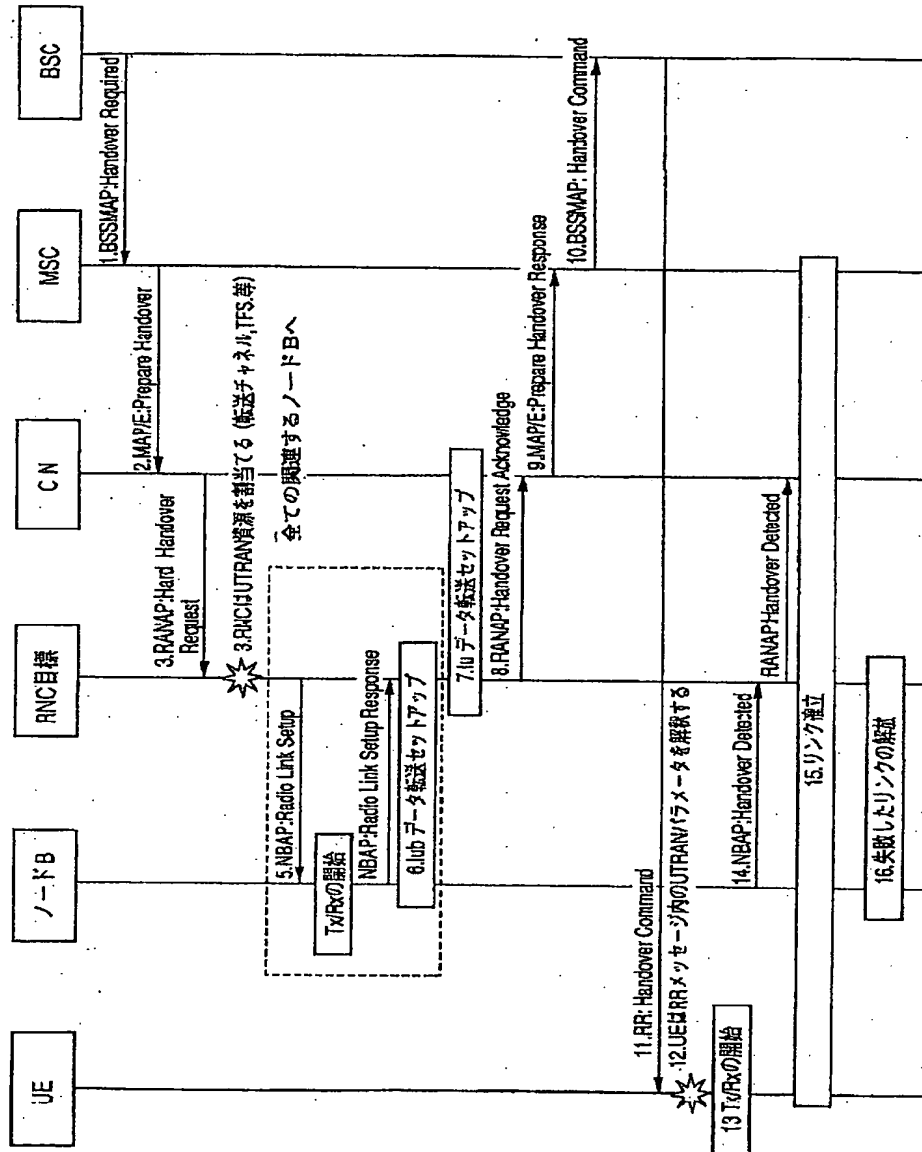 UE
ノードB
RNC目標
CN
MSC
BSC
1.BSSMAP:Handover Required
2.MAP/E:Prepare Handover
3.RANAP:Hard Handover
Request
3.RWCはUTRAN資源を割当てる (転送チャネル,TFS.等)
全ての関連するノードBへ
5.NBAP:Radio Link Setup
Tx/Rxの開始
NBAP:Radio Link Setup Response
6.Iub データ転送セットアップ
7.Iu データ転送セットアップ
8.RANAP:Handover Request Acknowledge
9.MAP/E:Prepare Handover Response
10.BSSMAP: Handover Command
11.RR: Handover Command
12.UEはRRメッセージ内のUTRANパラメータを解釈する
13 Tx/Rxの開始
14.NBAP:Handover Detected
RANAP:Handover Detected
15.リンク確立
16.失敗したリンクの解放